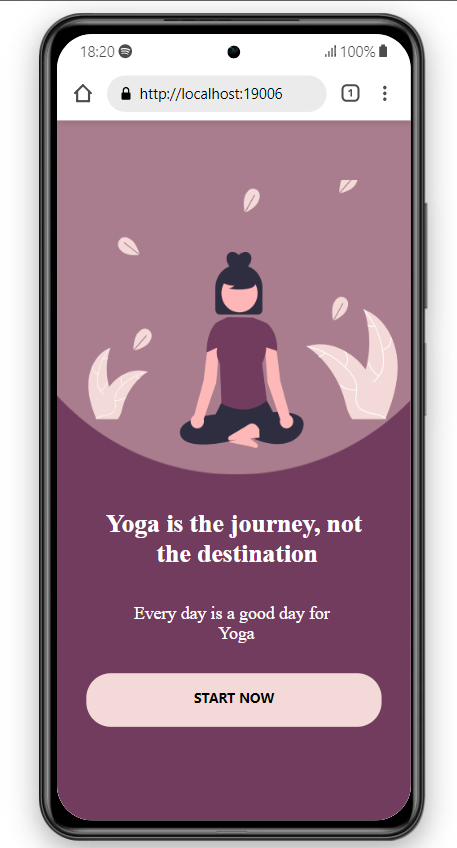 18:20 100%
http://localhost:19006 1
Yoga is the journey, not
the destination
Every day is a good day for
Yoga
START NOW